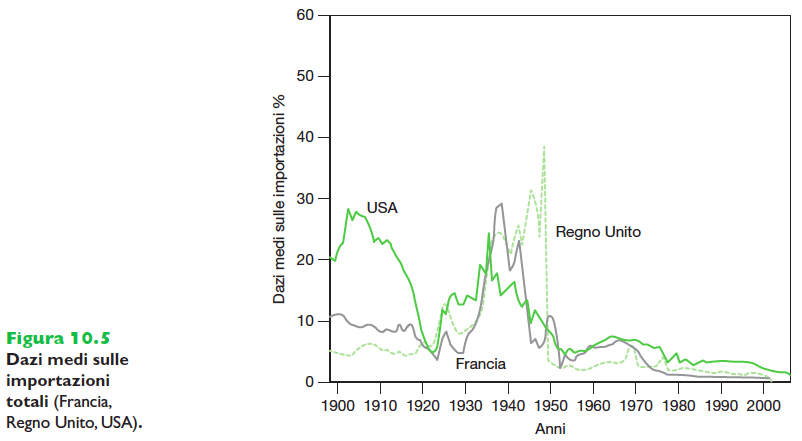 60
50
40
30
20
10
0
Dazi medi sulle importazioni %
USA
Regno Unito
Francia
1900 1910 1920 1930 1940 1950 1960 1970 1980 1990 2000
Anni
Figura 10.5
Dazi medi sulle
importazioni
totali (Francia,
Regno Unito, USA).